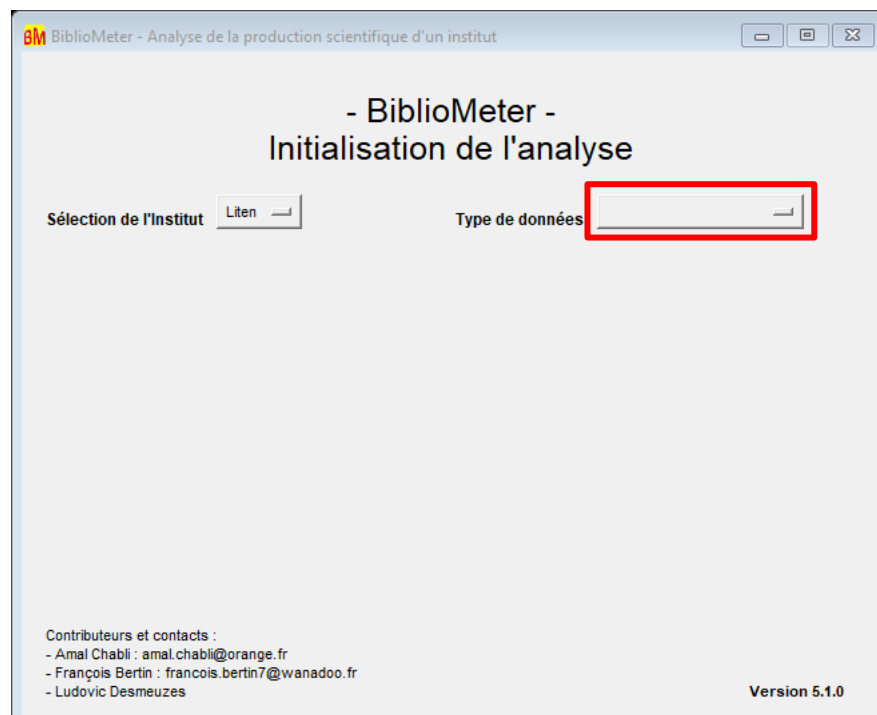 BM BiblioMeter - Analyse de la production scientifique d'un institut
- BiblioMeter -
Initialisation de l'analyse
Sélection de l'Institut Liten Type de données
Contributeurs et contacts :
- Amal Chabli : amal.chabli@orange.fr
- François Bertin : francois.bertin7@wanadoo.fr
- Ludovic Desmeuzes
Version 5.1.0